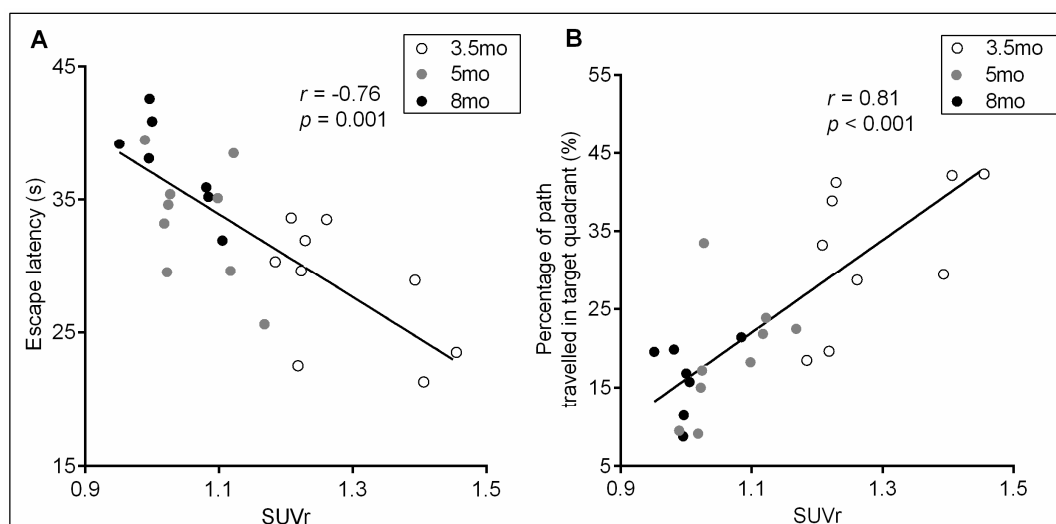 A
3.5mo
5mo
8mo
r = -0.76
p = 0.001
Escape latency (s)
45
35
25
15
0.9
1.1
1.3
1.5
SUVr
B
3.5mo
5mo
8mo
r = 0.81
p < 0.001
Percentage of path
travelled in target quadrant (%)
55
45
35
25
15
5
0.9
1.1
1.3
1.5
SUVr